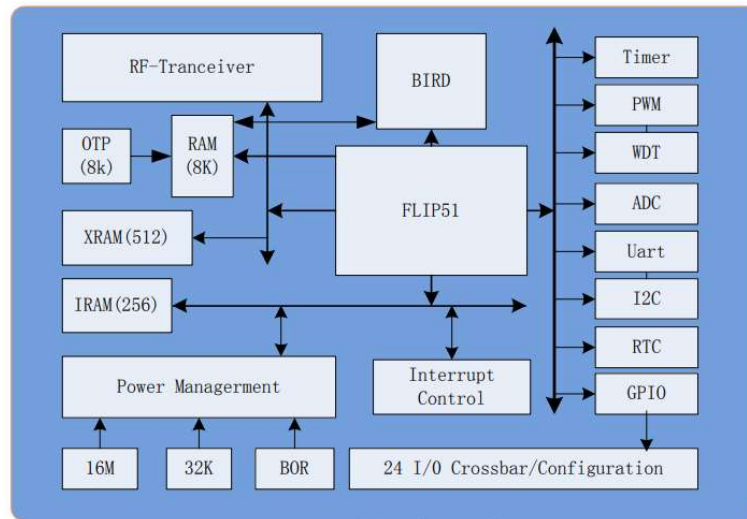 RF-Tranceiver
BIRD
Timer
PWM
OTP
(8k)
RAM
(8K)
WDT
FLIP51
ADC
XRAM(512)
Uart
IRAM(256)
I2C
RTC
Power Managerment
Interrupt
Control
GPIO
16M
32K
BOR
24 I/O Crossbar/Configuration